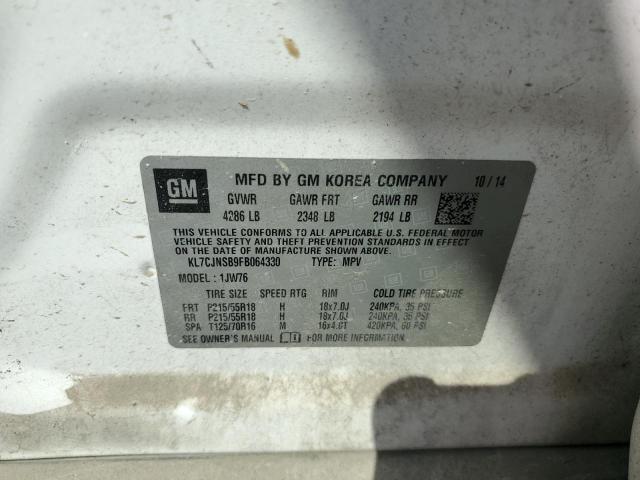 GM
MFD BY GM KOREA COMPANY 10/14
GVWR GAWR FRT GAWR RR
4286 LB 2348 LB 2194 LB
THIS VEHICLE CONFORMS TO ALL APPLICABLE U.S. FEDERAL MOTOR
VEHICLE SAFETY AND THEFT PREVENTION STANDARDS IN
EFFECT ON THE DATE OF MANUFACTURE SHOWN ABOVE.
KL7CJNSB9FB064330 TYPE: MPV
MODEL: 1JW76
TIRE SIZE SPEED RTG RIM COLD TIRE PRESSURE
FRT P215/55R18 H 18x7.0J 240KPA, 35 PSI
RR P215/55R18 H 18x7.0J 240KPA, 35 PSI
SPA T125/70R16 M 16x4.0T 420KPA, 60 PSI
SEE OWNER'S MANUAL FOR MORE INFORMATION